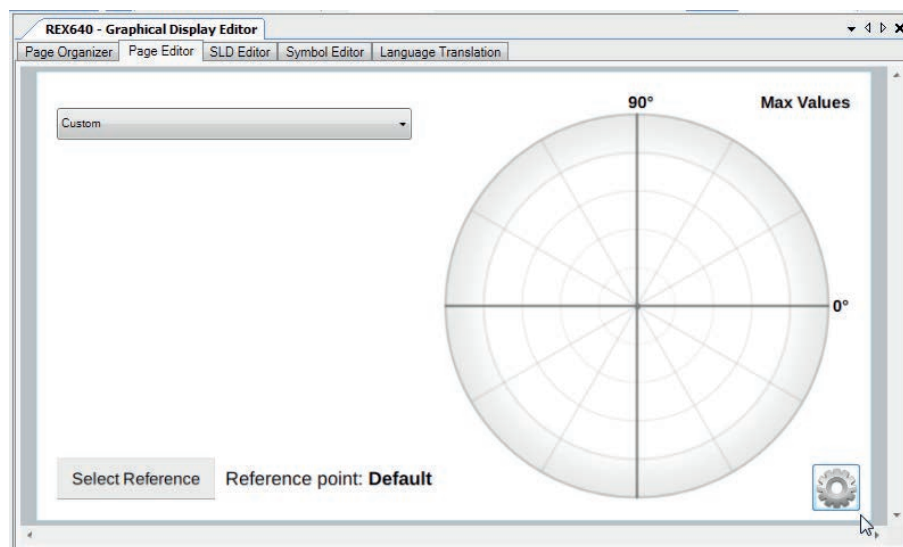 REX640 - Graphical Display Editor
Page Organizer Page Editor SLD Editor Symbol Editor Language Translation
90° Max Values
Custom
0°
Select Reference Reference point: Default